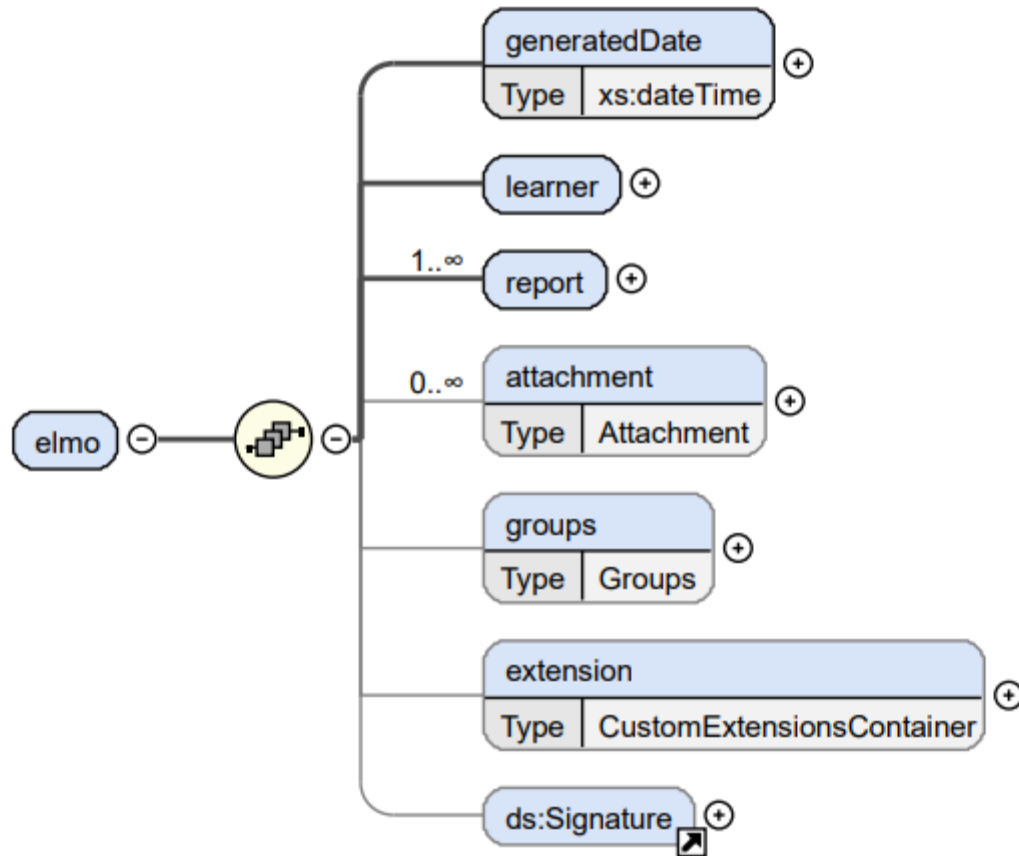 generatedDate
Type xs:dateTime
learner
1..∞
report
0..∞
attachment
Type Attachment
elmo
groups
Type Groups
extension
Type CustomExtensionsContainer
ds:Signature